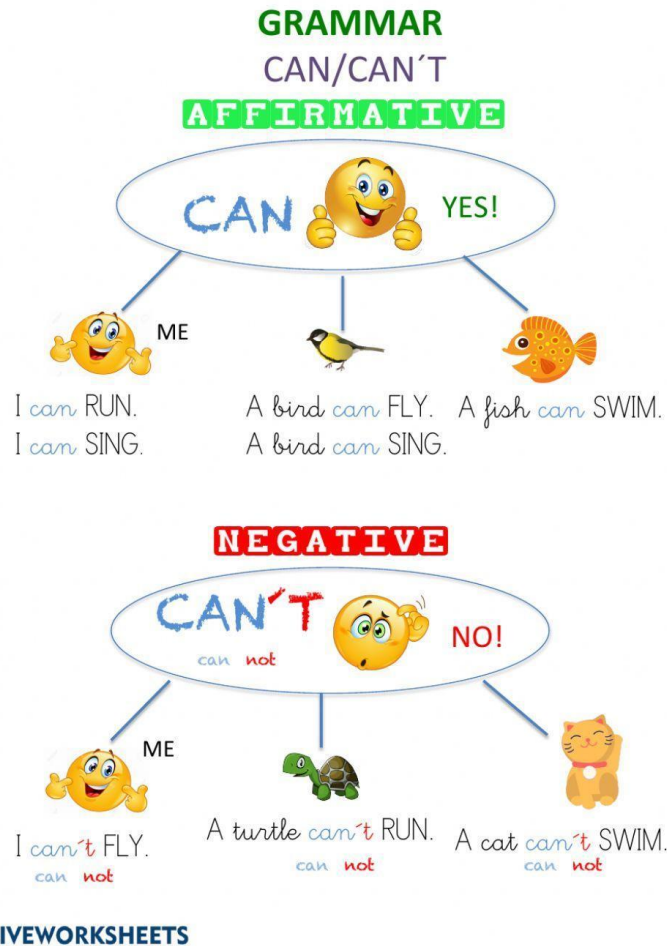 GRAMMAR
CAN/CAN´T
AFFIRMATIVE
CAN YES!
ME
I can RUN.
I can SING.
A bird can FLY.
A bird can SING.
A fish can SWIM.
NEGATIVE
CAN´T NO!
can not
ME
I can´t FLY.
can not
A turtle can´t RUN.
can not
A cat can´t SWIM.
can not
IVEWORKSHEETS